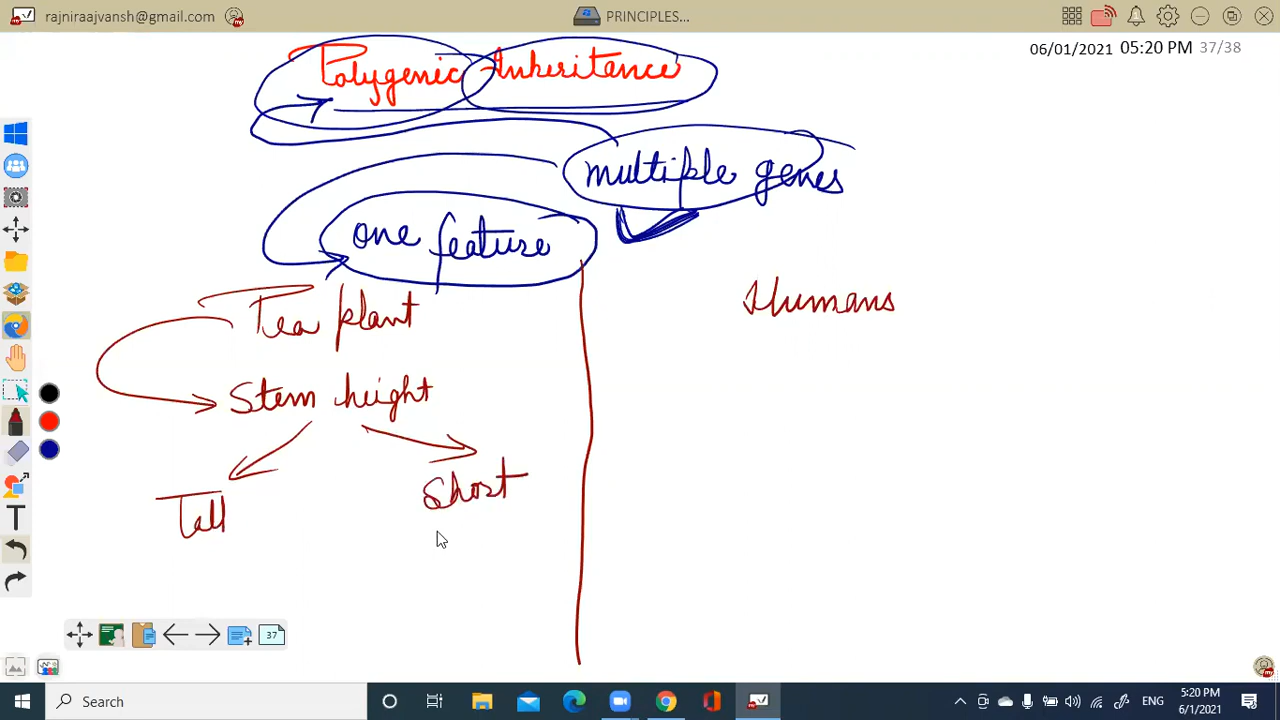 rajniraajvansh@gmail.com
PRINCIPLES...
06/01/2021 05:20 PM 37/38
Polygenic Inheritance
multiple genes
one feature
Tea plant
Humans
Stem height
Tall
Short
T
37
Search
ENG
5:20 PM
6/1/2021